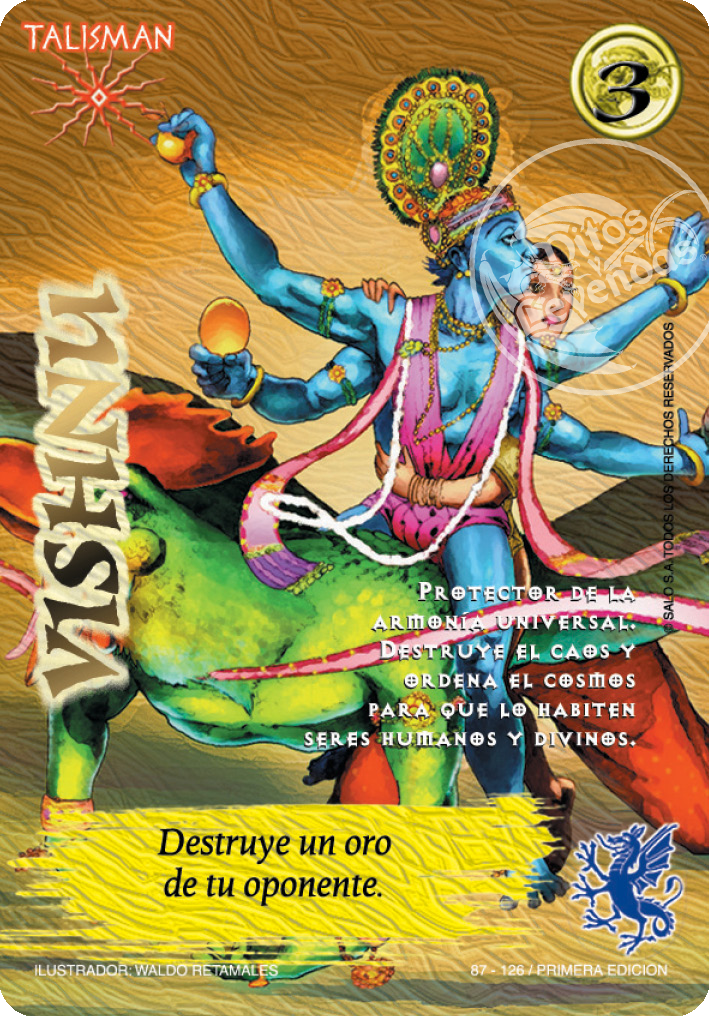 TALISMAN
3
Mitos
y
Leyendas
VISHNU
© SALO S.A. TODOS LOS DERECHOS RESERVADOS
PROTECTOR DE LA
ARMONÍA UNIVERSAL.
DESTRUYE EL CAOS Y
ORDENA EL COSMOS
PARA QUE LO HABITEN
SERES HUMANOS Y DIVINOS.
Destruye un oro
de tu oponente.
ILUSTRADOR: WALDO RETAMALES
87 - 126 / PRIMERA EDICION